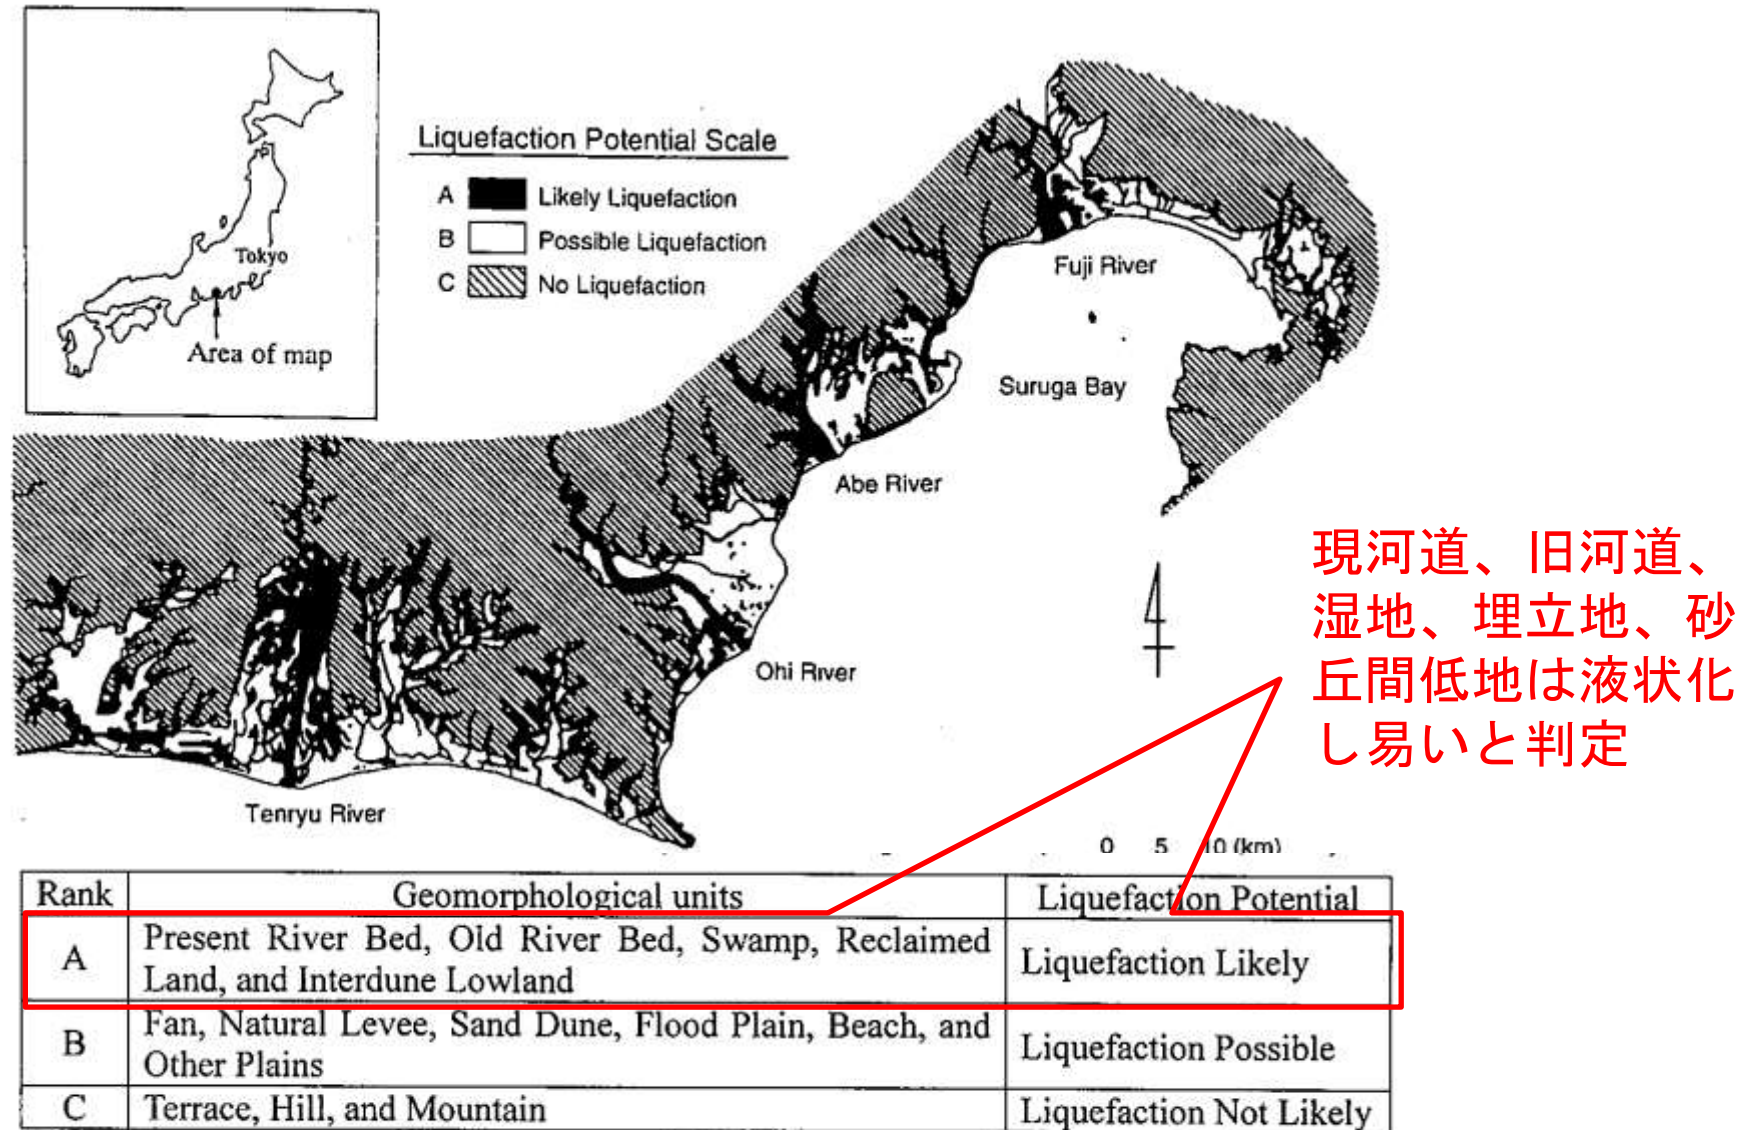 Tokyo
Area of map
Liquefaction Potential Scale
A Likely Liquefaction
B Possible Liquefaction
C No Liquefaction
Fuji River
Suruga Bay
Abe River
Ohi River
Tenryu River
現河道、旧河道、
湿地、埋立地、砂
丘間低地は液状化
し易いと判定
0 5 10 (km)
Rank Geomorphological units Liquefaction Potential
A Present River Bed, Old River Bed, Swamp, Reclaimed
Land, and Interdune Lowland Liquefaction Likely
B Fan, Natural Levee, Sand Dune, Flood Plain, Beach, and
Other Plains Liquefaction Possible
C Terrace, Hill, and Mountain Liquefaction Not Likely